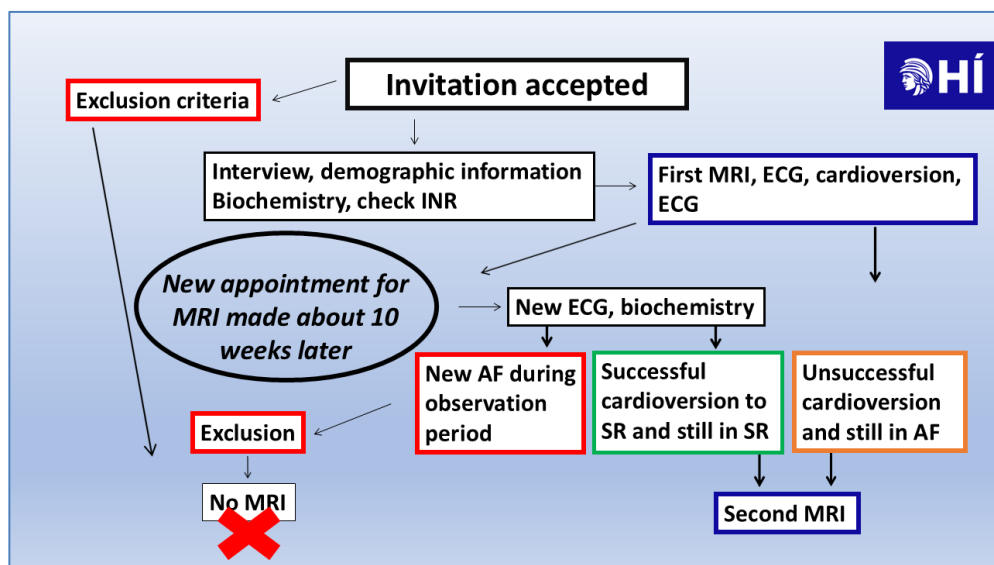 Invitation accepted
HÍ
Exclusion criteria
Interview, demographic information
Biochemistry, check INR
First MRI, ECG, cardioversion,
ECG
New appointment for
MRI made about 10
weeks later
New ECG, biochemistry
New AF during
observation
period
Successful
cardioversion to
SR and still in SR
Unsuccessful
cardioversion
and still in AF
Exclusion
No MRI
Second MRI